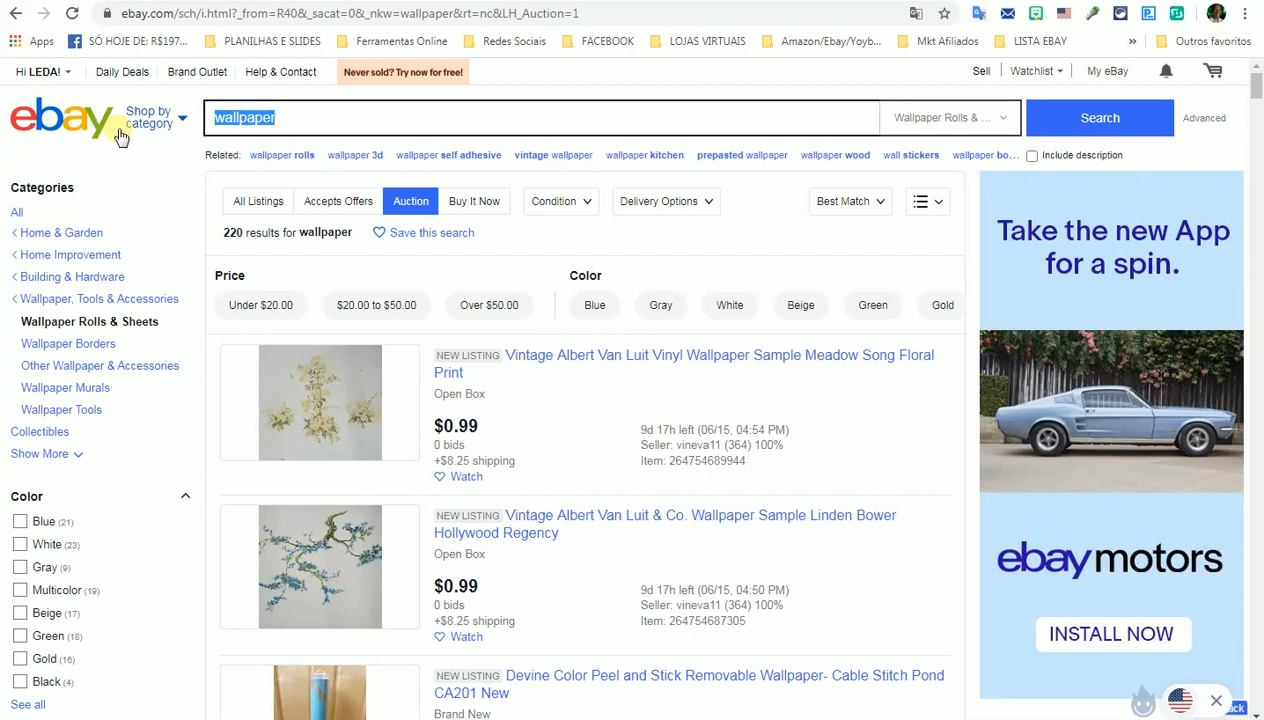 ebay.com/sch/i.html?_from=R40&_sacat=0&_nkw=wallpaper&rt=nc&LH_Auction=1
Apps
SÓ HOJE DE: R$197...
PLANILHAS E SLIDES
Ferramentas Online
Redes Sociais
FACEBOOK
LOJAS VIRTUAIS
Amazon/Ebay/Yoyb...
Mkt Afiliados
LISTA EBAY
»
Outros favoritos
Hi LEDA!
Daily Deals
Brand Outlet
Help & Contact
Never sold? Try now for free!
Sell
Watchlist
My eBay
ebay
Shop by
category
wallpaper
Wallpaper Rolls & ...
Search
Advanced
Related:
wallpaper rolls
wallpaper 3d
wallpaper self adhesive
vintage wallpaper
wallpaper kitchen
prepasted wallpaper
wallpaper wood
wall stickers
wallpaper bo...
Include description
Categories
All
Home & Garden
Home Improvement
Building & Hardware
Wallpaper, Tools & Accessories
Wallpaper Rolls & Sheets
Wallpaper Borders
Other Wallpaper & Accessories
Wallpaper Murals
Wallpaper Tools
Collectibles
Show More
Color
Blue (21)
White (23)
Gray (9)
Multicolor (19)
Beige (17)
Green (18)
Gold (16)
Black (4)
See all
All Listings
Accepts Offers
Auction
Buy It Now
Condition
Delivery Options
Best Match
220 results for wallpaper
Save this search
Price
Under $20.00
$20.00 to $50.00
Over $50.00
Color
Blue
Gray
White
Beige
Green
Gold
NEW LISTING Vintage Albert Van Luit Vinyl Wallpaper Sample Meadow Song Floral
Print
Open Box
$0.99
0 bids
+$8.25 shipping
Watch
9d 17h left (06/15, 04:54 PM)
Seller: vineva11 (364) 100%
Item: 264754689944
NEW LISTING Vintage Albert Van Luit & Co. Wallpaper Sample Linden Bower
Hollywood Regency
Open Box
$0.99
0 bids
+$8.25 shipping
Watch
9d 17h left (06/15, 04:50 PM)
Seller: vineva11 (364) 100%
Item: 264754687305
NEW LISTING Devine Color Peel and Stick Removable Wallpaper- Cable Stitch Pond
CA201 New
Brand New
Take the new App
for a spin.
ebay motors
INSTALL NOW